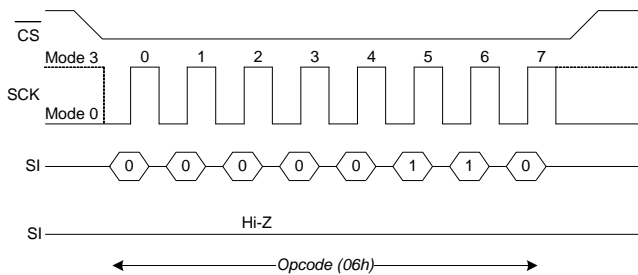 CS
Mode 3 0 1 2 3 4 5 6 7
SCK
Mode 0
SI 0 0 0 0 0 1 1 0
Hi-Z
SI
Opcode (06h)